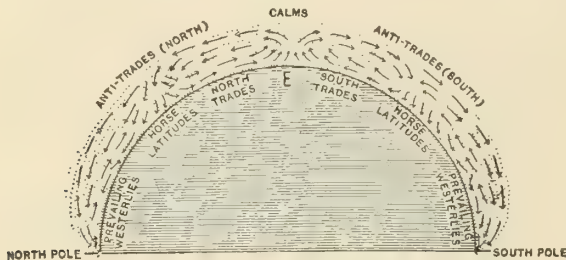 CALMS
ANTI-TRADES (NORTH)
ANTI-TRADES (SOUTH)
NORTH
TRADES
E
SOUTH
TRADES
HORSE
LATITUDES
HORSE
LATITUDES
PREVAILING
WESTERLIES
PREVAILING
WESTERLIES
NORTH POLE
SOUTH POLE